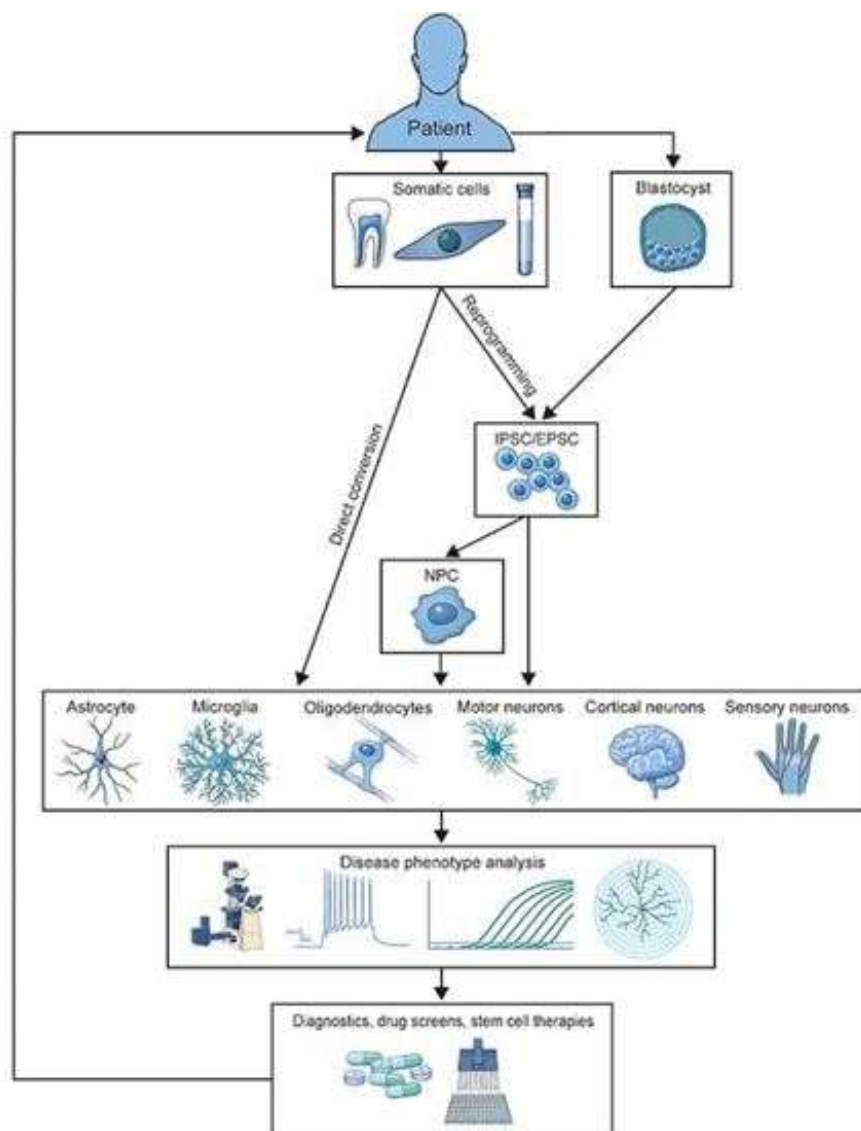 Patient
Somatic cells
Blastocyst
Reprogramming
Direct conversion
IPSC/EPSC
NPC
Astrocyte
Microglia
Oligodendrocytes
Motor neurons
Cortical neurons
Sensory neurons
Disease phenotype analysis
Diagnostics, drug screens, stem cell therapies